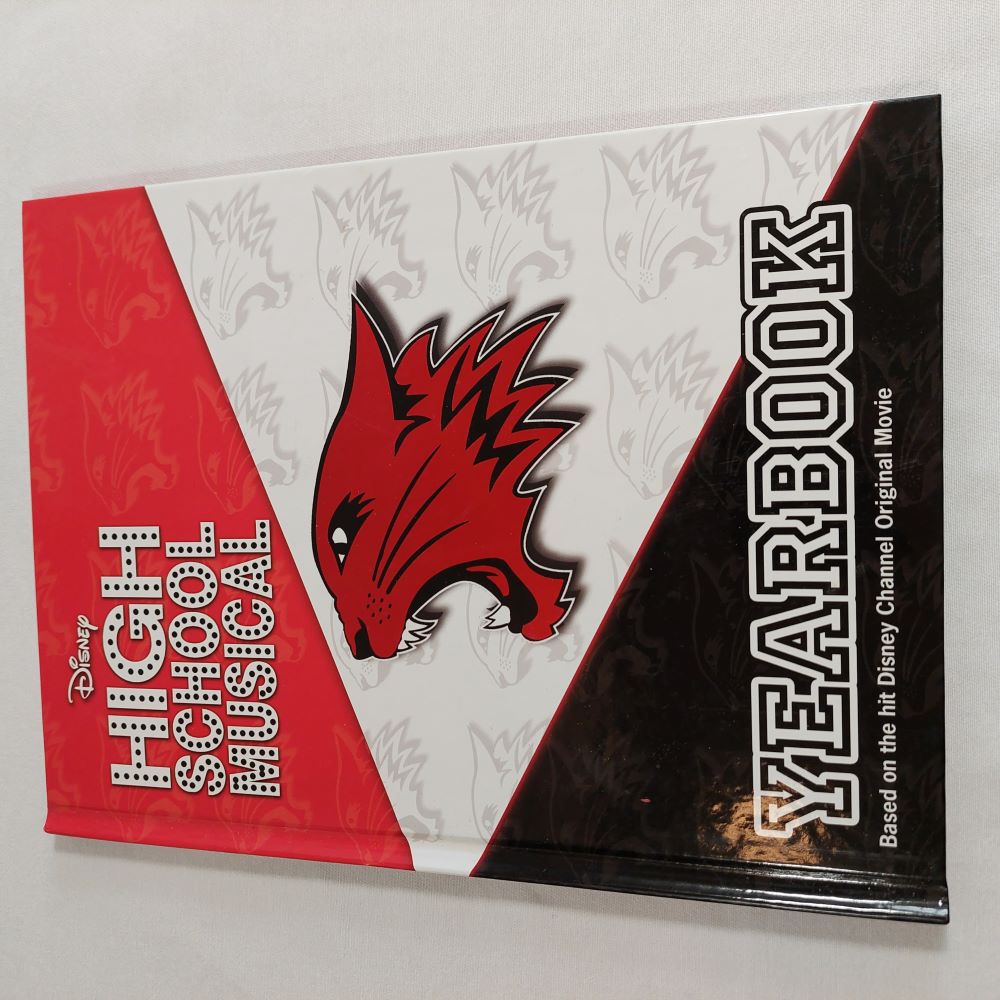 Disney
HIGH
SCHOOL
MUSICAL
YEARBOOK
Based on the hit Disney Channel Original Movie